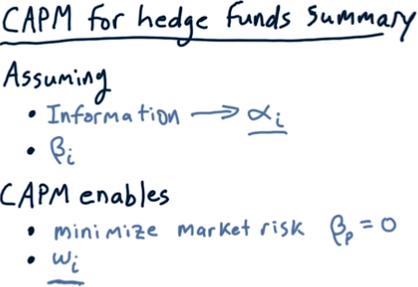 CAPM for hedge funds summary
Assuming
• Information → αi
• βi
CAPM enables
• minimize market risk βp = 0
• wi